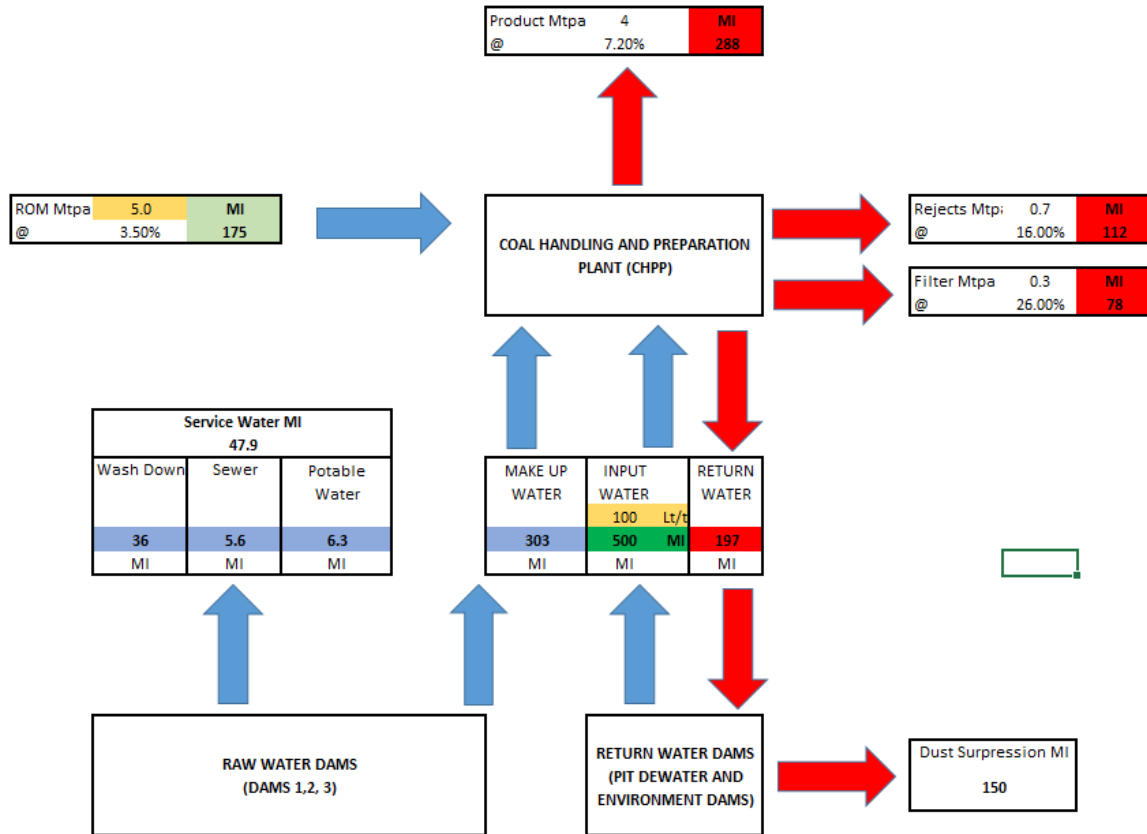 Product Mtpa 4 Ml
@ 7.20% 288
ROM Mtpa 5.0 Ml
@ 3.50% 175
COAL HANDLING AND PREPARATION
PLANT (CHPP)
Rejects Mtp 0.7 Ml
@ 16.00% 112
Filter Mtpa 0.3 Ml
@ 26.00% 78
Service Water Ml
47.9
Wash Down Sewer Potable
Water
36 5.6 6.3
Ml Ml Ml
MAKE UP INPUT RETURN
WATER WATER WATER
100 Lt/t
303 500 Ml 197
Ml Ml Ml
RAW WATER DAMS
(DAMS 1,2, 3)
RETURN WATER DAMS
(PIT DEWATER AND
ENVIRONMENT DAMS)
Dust Surpression Ml
150